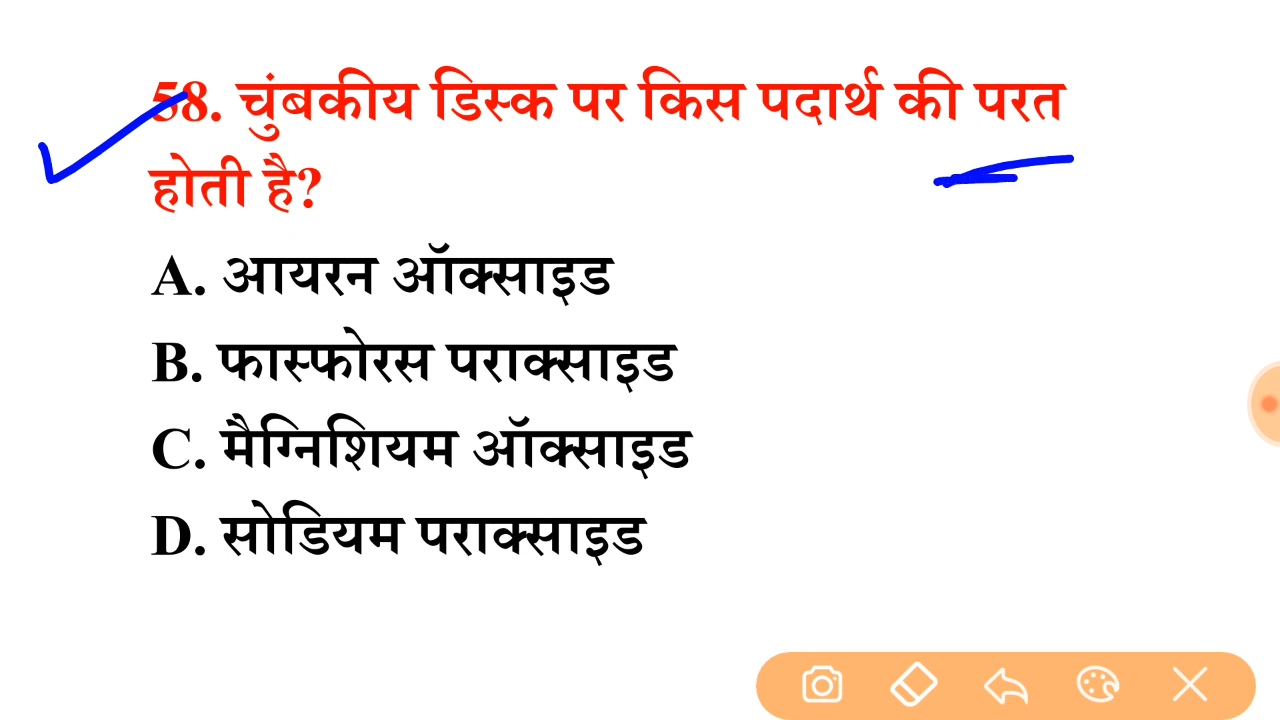 58. चुंबकीय डिस्क पर किस पदार्थ की परत
होती है?
A. आयरन ऑक्साइड
B. फास्फोरस पराक्साइड
C. मैग्निशियम ऑक्साइड
D. सोडियम पराक्साइड